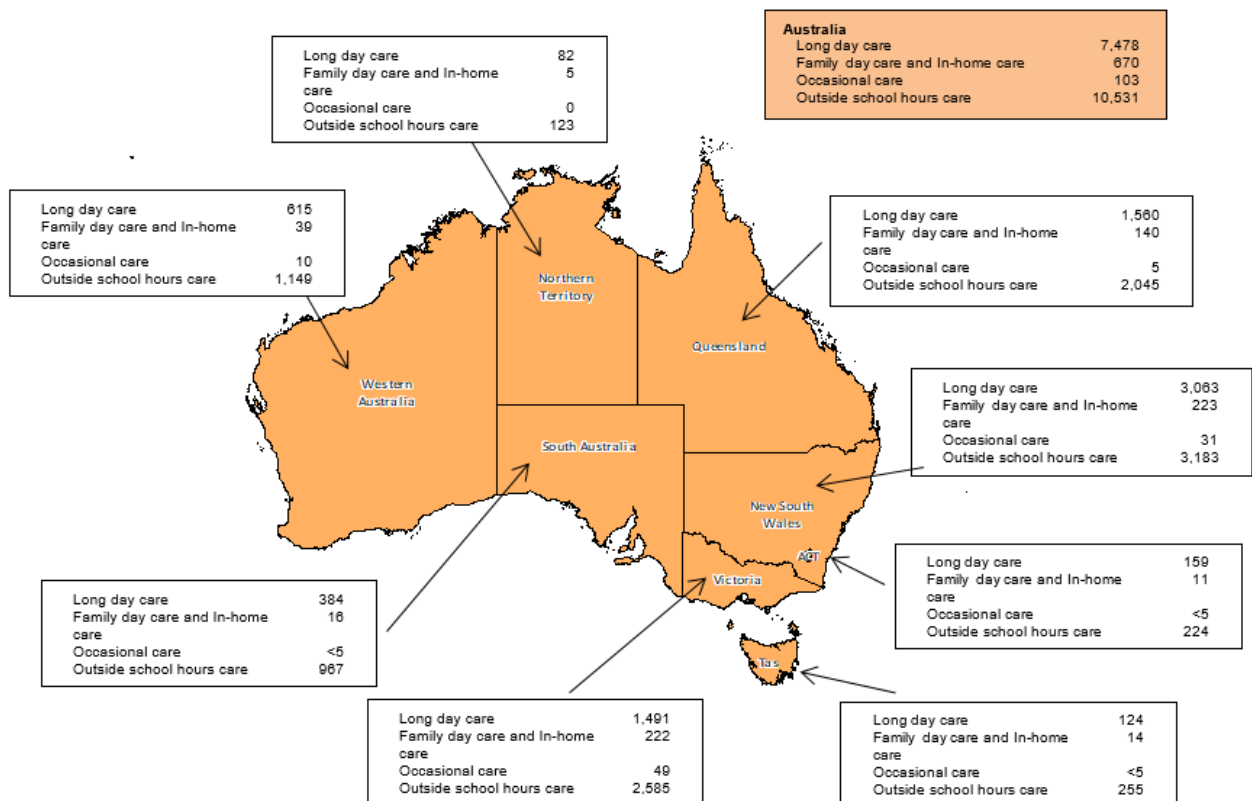 Australia
Long day care 7,478
Family day care and In-home care 670
Occasional care 103
Outside school hours care 10,531
Long day care 82
Family day care and In-home 5
care
Occasional care 0
Outside school hours care 123
Long day care 615
Family day care and In-home 39
care
Occasional care 10
Outside school hours care 1,149
Long day care 1,560
Family day care and In-home 140
care
Occasional care 5
Outside school hours care 2,045
Northern
Territory
Queensland
Western
Australia
South Australia
New South
Wales
ACT
Victoria
Tas
Long day care 3,063
Family day care and In-home 223
care
Occasional care 31
Outside school hours care 3,183
Long day care 159
Family day care and In-home 11
care
Occasional care <5
Outside school hours care 224
Long day care 384
Family day care and In-home 16
care
Occasional care <5
Outside school hours care 967
Long day care 1,491
Family day care and In-home 222
care
Occasional care 49
Outside school hours care 2,585
Long day care 124
Family day care and In-home 14
care
Occasional care <5
Outside school hours care 255